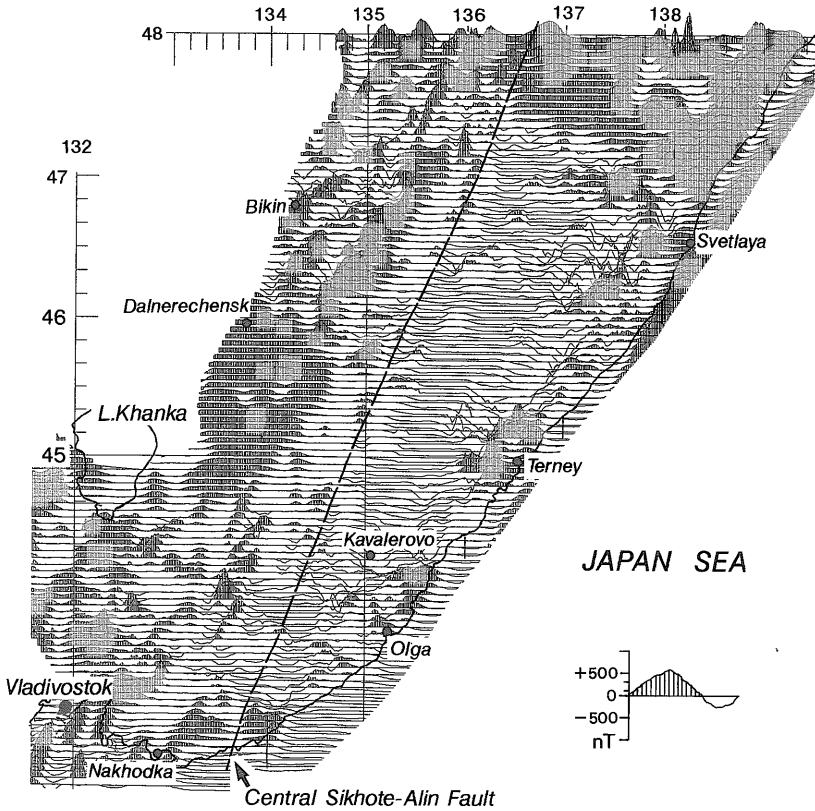 134 135 136 137 138
48
132
47
Bikin
Svetlaya
Dalnerechensk
46
L.Khanka
45
Terney
Kavalerovo
JAPAN SEA
Olga
+500
0
−500
nT
Vladivostok
Nakhodka
Central Sikhote-Alin Fault